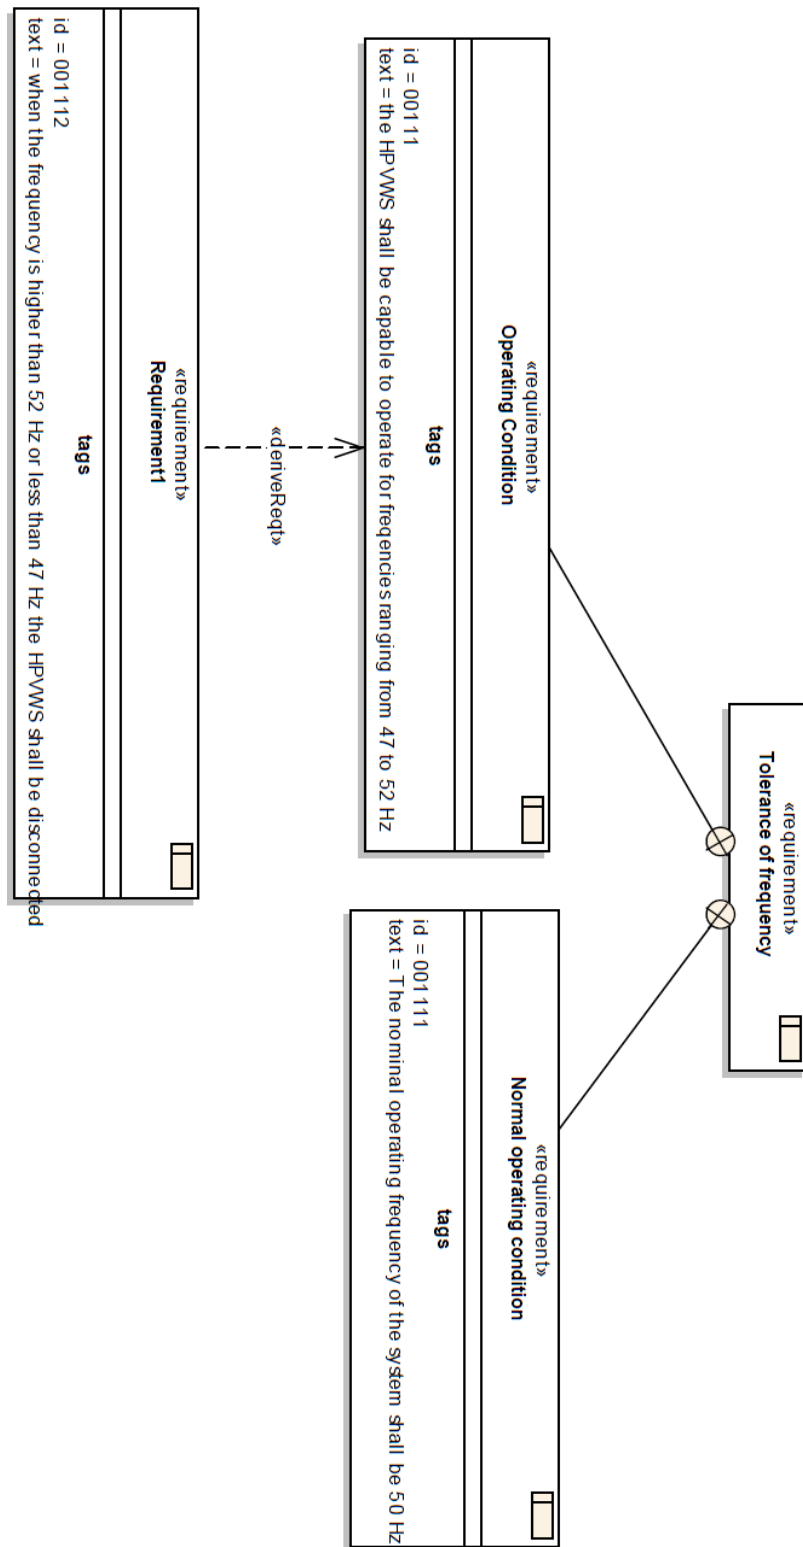 «requirement»
Tolerance of frequency
«requirement»
Operating Condition
tags
id = 00111
text = the HPVWS shall be capable to operate for freqencies ranging from 47 to 52 Hz
«requirement»
Normal operating condition
tags
id = 001111
text = The nominal operating frequency of the system shall be 50 Hz
«deriveReqt»
«requirement»
Requirement1
tags
id = 001112
text = when the frequency is higher than 52 Hz or less than 47 Hz the HPVWS shall be disconnected